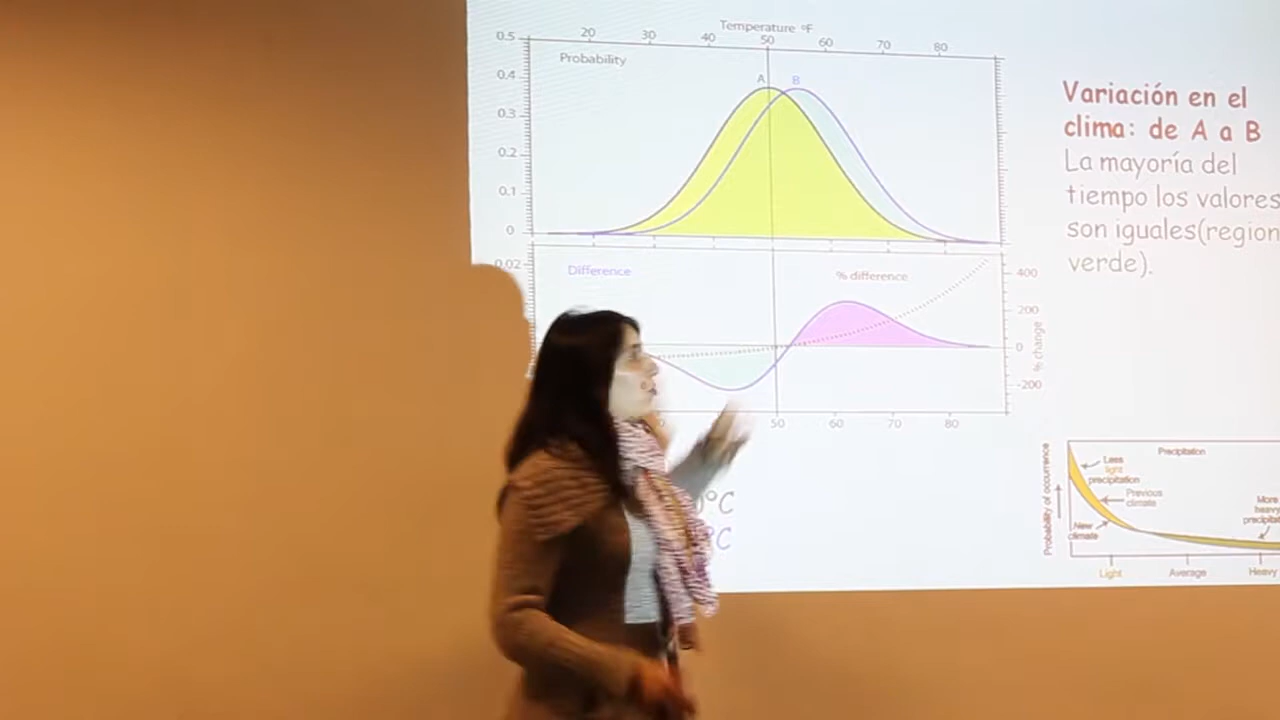 Temperature °F
20 30 40 50 60 70 80
0.5
Probability
0.4
A B
0.3
0.2
0.1
0
0.02
Difference
% difference
400
200
0
-200
% change
50 60 70 80
Variación en el
clima: de A a B
La mayoría del
tiempo los valores
son iguales(region
verde).
°C
°C
Probability of occurrence
Precipitation
Less
light
precipitation
Previous
climate
New
climate
More
heavy
Light Average Heavy